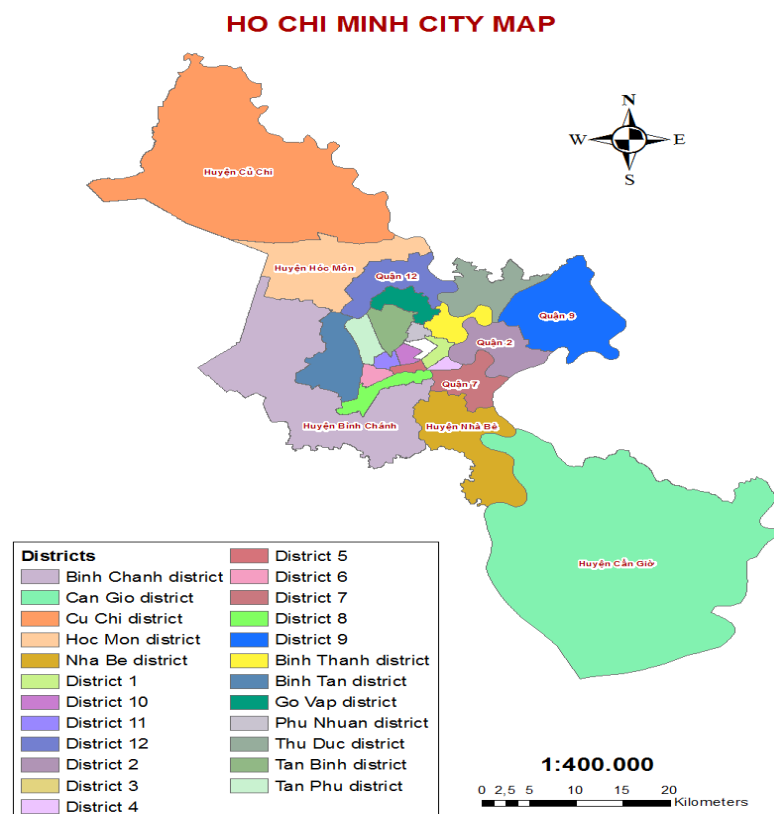 HO CHI MINH CITY MAP
N
W E
S
Huyện Củ Chi
Huyện Hóc Môn
Quận 12
Quận 9
Quận 2
Quận 7
Huyện Bình Chánh
Huyện Nhà Bè
Huyện Cần Giờ
Districts
Binh Chanh district
Can Gio district
Cu Chi district
Hoc Mon district
Nha Be district
District 1
District 10
District 11
District 12
District 2
District 3
District 4
District 5
District 6
District 7
District 8
District 9
Binh Thanh district
Binh Tan district
Go Vap district
Phu Nhuan district
Thu Duc district
Tan Binh district
Tan Phu district
1:400.000
0 2,5 5 10 15 20
Kilometers